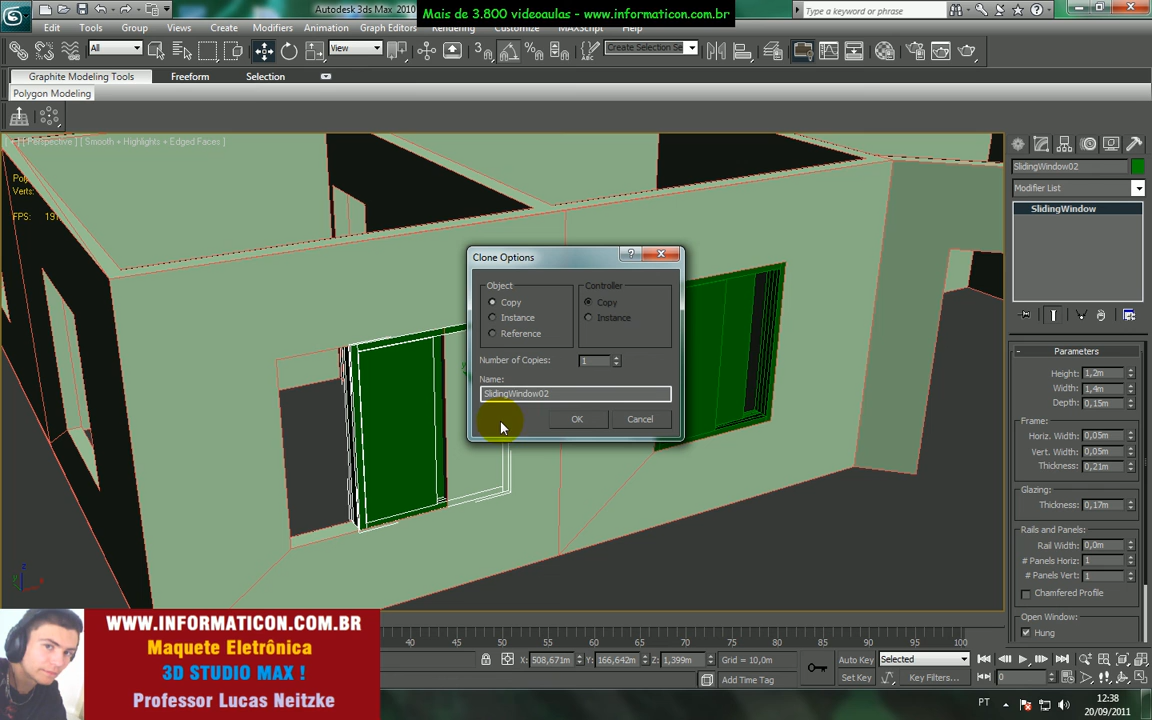 Autodesk 3ds Max 2010
Mais de 3.800 videoaulas - www.informaticon.com.br
Type a keyword or phrase
Edit
Tools
Group
Views
Create
Modifiers
Animation
Graph Editors
Rendering
Customize
MAXScript
Help
All
View
Create Selection Se
Graphite Modeling Tools
Freeform
Selection
Polygon Modeling
[ + ] [ Perspective ] [ Smooth + Highlights + Edged Faces ]
Verts:
FPS: 191
Clone Options
Object
Copy
Instance
Reference
Controller
Copy
Instance
Number of Copies:
1
Name:
SlidingWindow02
OK
Cancel
SlidingWindow02
Modifier List
SlidingWindow
Parameters
Height: 1,2m
Width: 1,4m
Depth: 0,15m
Frame:
Horiz. Width: 0,05m
Vert. Width: 0,05m
Thickness: 0,21m
Glazing:
Thickness: 0,17m
Rails and Panels:
Rail Width: 0,0m
# Panels Horiz: 1
# Panels Vert: 1
Chamfered Profile
Open Window:
Hung
WWW.INFORMATICON.COM.BR
Maquete Eletrônica
3D STUDIO MAX !
Professor Lucas Neitzke
40 45 50 55 60 65 70 75 80 85 90 95 100
X: 508,671m Y: 166,642m Z: 1,399m Grid = 10,0m
Add Time Tag
Auto Key Selected
Set Key Key Filters...
0
PT
12:38
20/09/2011